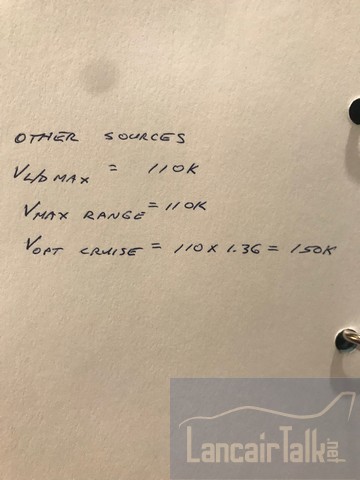 OTHER SOURCES
VL/D MAX = 110K
VMAX RANGE = 110K
VOPT CRUISE = 110 X 1.36 = 150K
LancairTalk.net